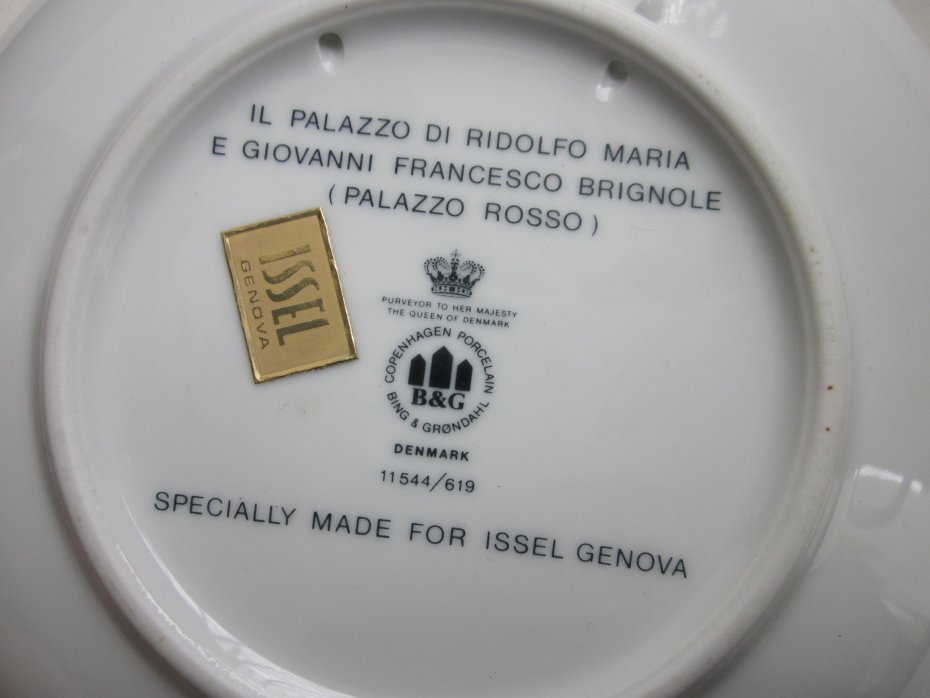 IL PALAZZO DI RIDOLFO MARIA
E GIOVANNI FRANCESCO BRIGNOLE
(PALAZZO ROSSO)
ISSEL
GENOVA
PURVEYOR TO HER MAJESTY
THE QUEEN OF DENMARK
COPENHAGEN PORCELAIN
B&G
BING & GRØNDAHL
DENMARK
11544/619
SPECIALLY MADE FOR ISSEL GENOVA